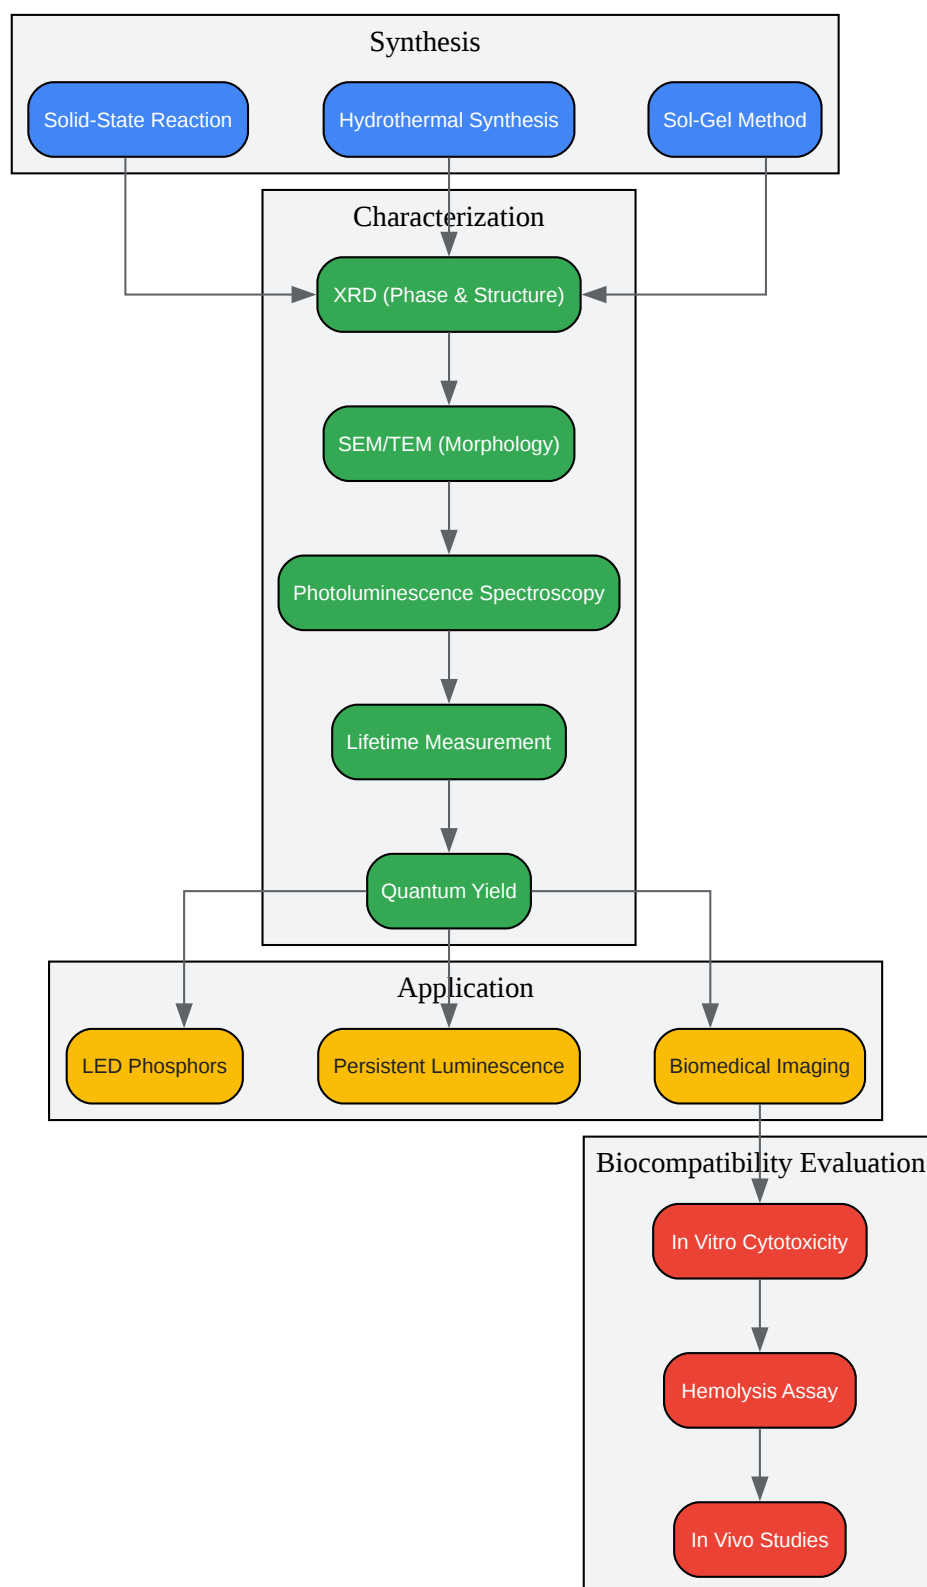 Synthesis
Solid-State Reaction
Hydrothermal Synthesis
Sol-Gel Method
Characterization
XRD (Phase & Structure)
SEM/TEM (Morphology)
Photoluminescence Spectroscopy
Lifetime Measurement
Quantum Yield
Application
LED Phosphors
Persistent Luminescence
Biomedical Imaging
Biocompatibility Evaluation
In Vitro Cytotoxicity
Hemolysis Assay
In Vivo Studies